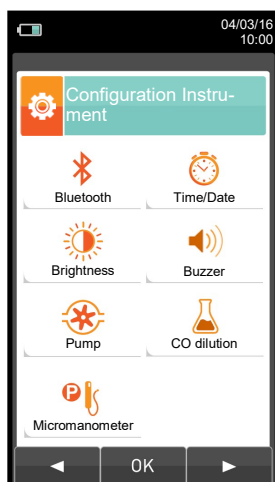 04/03/16
10:00
Configuration Instru-
ment
Bluetooth
Time/Date
Brightness
Buzzer
Pump
CO dilution
P
Micromanometer
OK